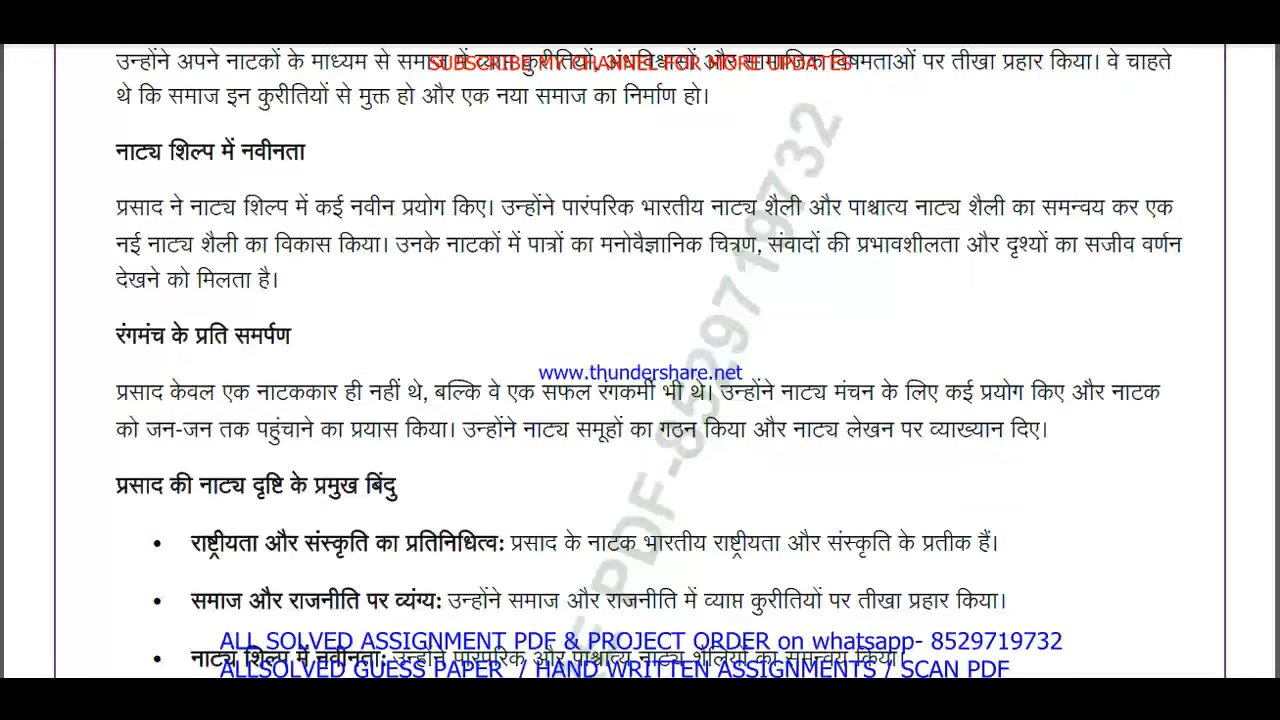 उन्होंने अपने नाटकों के माध्यम से समाज में व्याप्त कुरीतियों, अंधविश्वासों और सामाजिक विषमताओं पर तीखा प्रहार किया। वे चाहते
SUBSCRIBE MY CHANNEL FOR MORE UPDATES
थे कि समाज इन कुरीतियों से मुक्त हो और एक नया समाज का निर्माण हो।
नाट्य शिल्प में नवीनता
प्रसाद ने नाट्य शिल्प में कई नवीन प्रयोग किए। उन्होंने पारंपरिक भारतीय नाट्य शैली और पाश्चात्य नाट्य शैली का समन्वय कर एक
नई नाट्य शैली का विकास किया। उनके नाटकों में पात्रों का मनोवैज्ञानिक चित्रण, संवादों की प्रभावशीलता और दृश्यों का सजीव वर्णन
देखने को मिलता है।
रंगमंच के प्रति समर्पण
www.thundershare.net
प्रसाद केवल एक नाटककार ही नहीं थे, बल्कि वे एक सफल रंगकर्मी भी थे। उन्होंने नाट्य मंचन के लिए कई प्रयोग किए और नाटक
को जन-जन तक पहुंचाने का प्रयास किया। उन्होंने नाट्य समूहों का गठन किया और नाट्य लेखन पर व्याख्यान दिए।
प्रसाद की नाट्य दृष्टि के प्रमुख बिंदु
• राष्ट्रीयता और संस्कृति का प्रतिनिधित्व: प्रसाद के नाटक भारतीय राष्ट्रीयता और संस्कृति के प्रतीक हैं।
• समाज और राजनीति पर व्यंग्य: उन्होंने समाज और राजनीति में व्याप्त कुरीतियों पर तीखा प्रहार किया।
ALL SOLVED ASSIGNMENT PDF & PROJECT ORDER on whatsapp- 8529719732
• नाट्य शिल्प में नवीनता: उन्होंने पारंपरिक और पाश्चात्य नाट्य शैलियों का समन्वय किया।
ALLSOLVED GUESS PAPER / HAND WRITTEN ASSIGNMENTS / SCAN PDF
PDF-8529719732